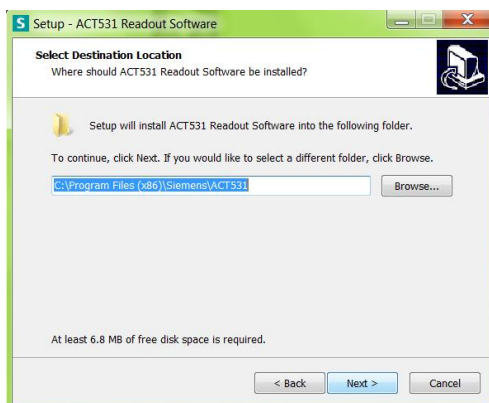 S Setup - ACT531 Readout Software
X
Select Destination Location
Where should ACT531 Readout Software be installed?
Setup will install ACT531 Readout Software into the following folder.
To continue, click Next. If you would like to select a different folder, click Browse.
C:\Program Files (x86)\Siemens\ACT531
Browse...
At least 6.8 MB of free disk space is required.
< Back
Next >
Cancel